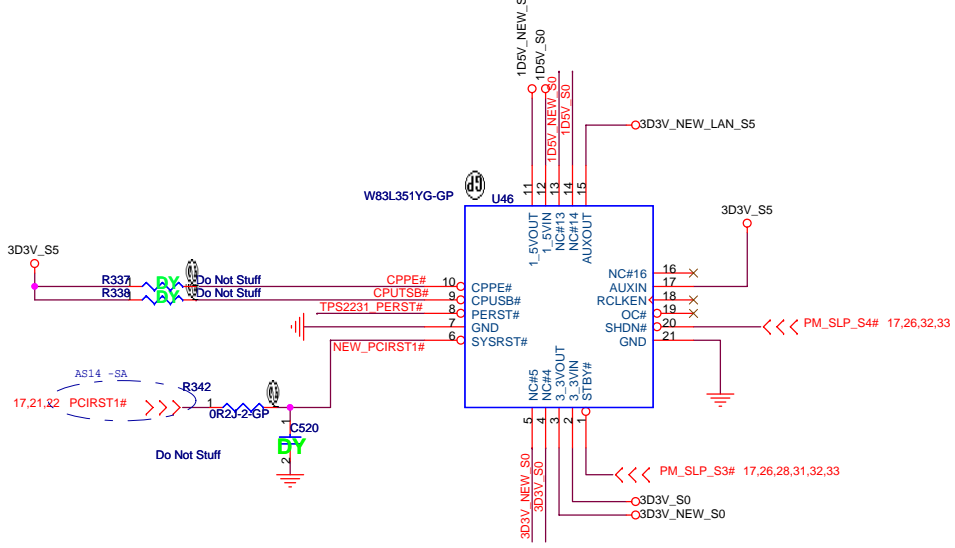 1D5V_NEW_S
1D5V_S0
1D5V_NEW_S0
1D5V_S0
3D3V_NEW_LAN_S5
11
12
13
14
15
W83L351YG-GP
GP
U46
3D3V_S5
1_5VOUT
1_5VIN
NC#13
NC#14
AUXOUT
3D3V_S5
R337
DY
Do Not Stuff
R338
DY
Do Not Stuff
CPPE# 10 CPPE#
CPUTSB# 9 CPUSB#
TPS2231_PERST# 8 PERST#
7 GND
NEW_PCIRST1# 6 SYSRST#
NC#16 16
AUXIN 17
RCLKEN 18
OC# 19
SHDN# 20
GND 21
PM_SLP_S4# 17,26,32,33
NC#5
NC#4
3_3VOUT
3_3VIN
STBY#
5
4
3
2
1
AS14 -SA
17,21,22 PCIRST1#
R342
1
0R2J-2-GP
1
C520
DY
2
Do Not Stuff
3D3V_NEW_S0
3D3V_S0
PM_SLP_S3# 17,26,28,31,32,33
3D3V_S0
3D3V_NEW_S0